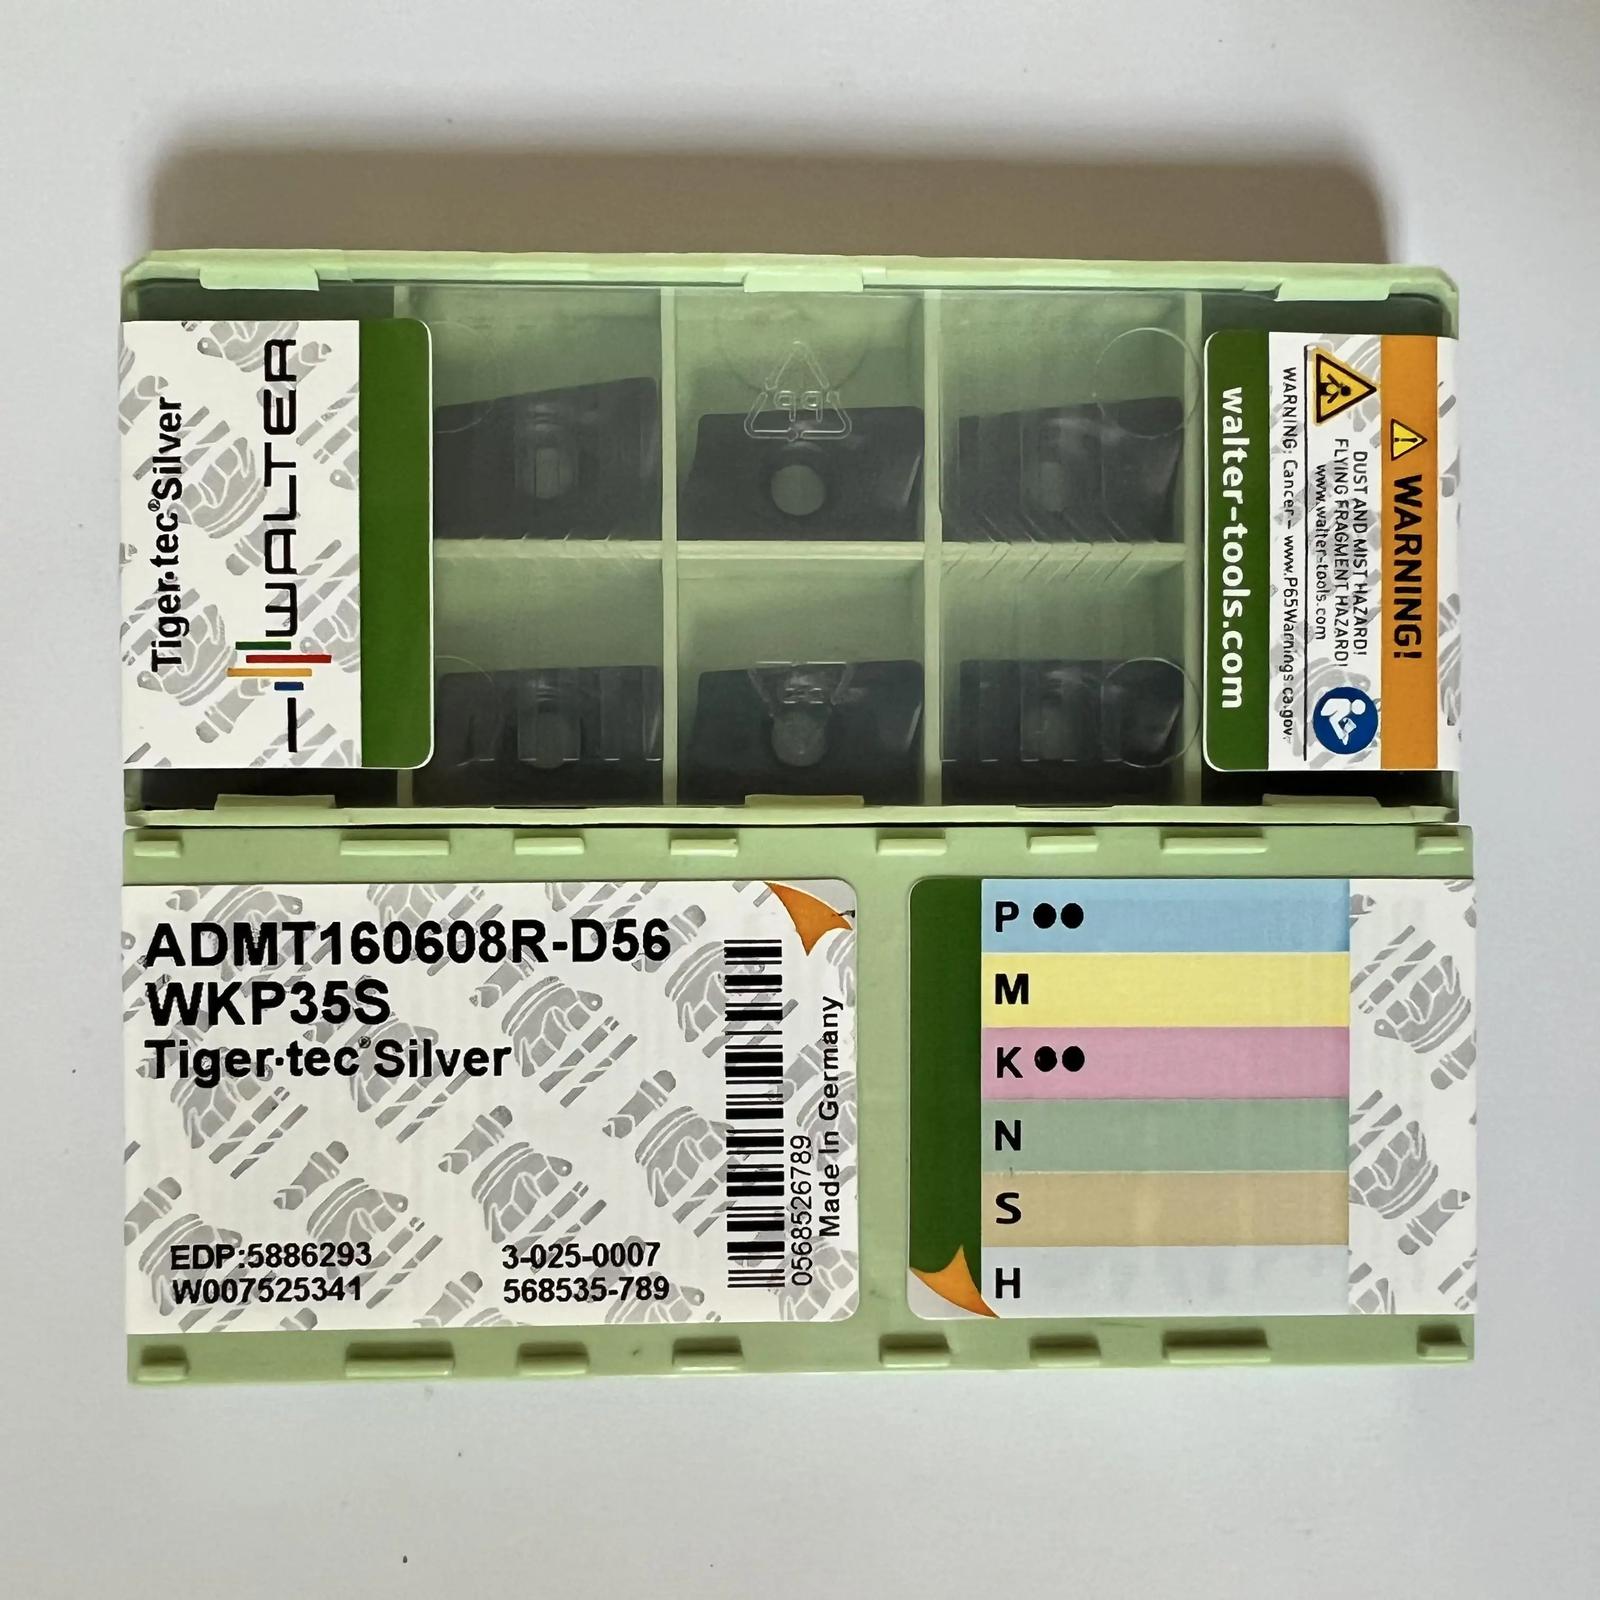 Tiger·tec®Silver
WALTER
PP
walter-tools.com
WARNING!
DUST AND MIST HAZARD!
FLYING FRAGMENT HAZARD!
www.walter-tools.com
WARNING: Cancer - www.P65Warnings.ca.gov
ADMT160608R-D56
WKP35S
Tiger·tec®Silver
EDP:5886293
W007525341
3-025-0007
568535-789
0568526789
Made In Germany
P
M
K
N
S
H